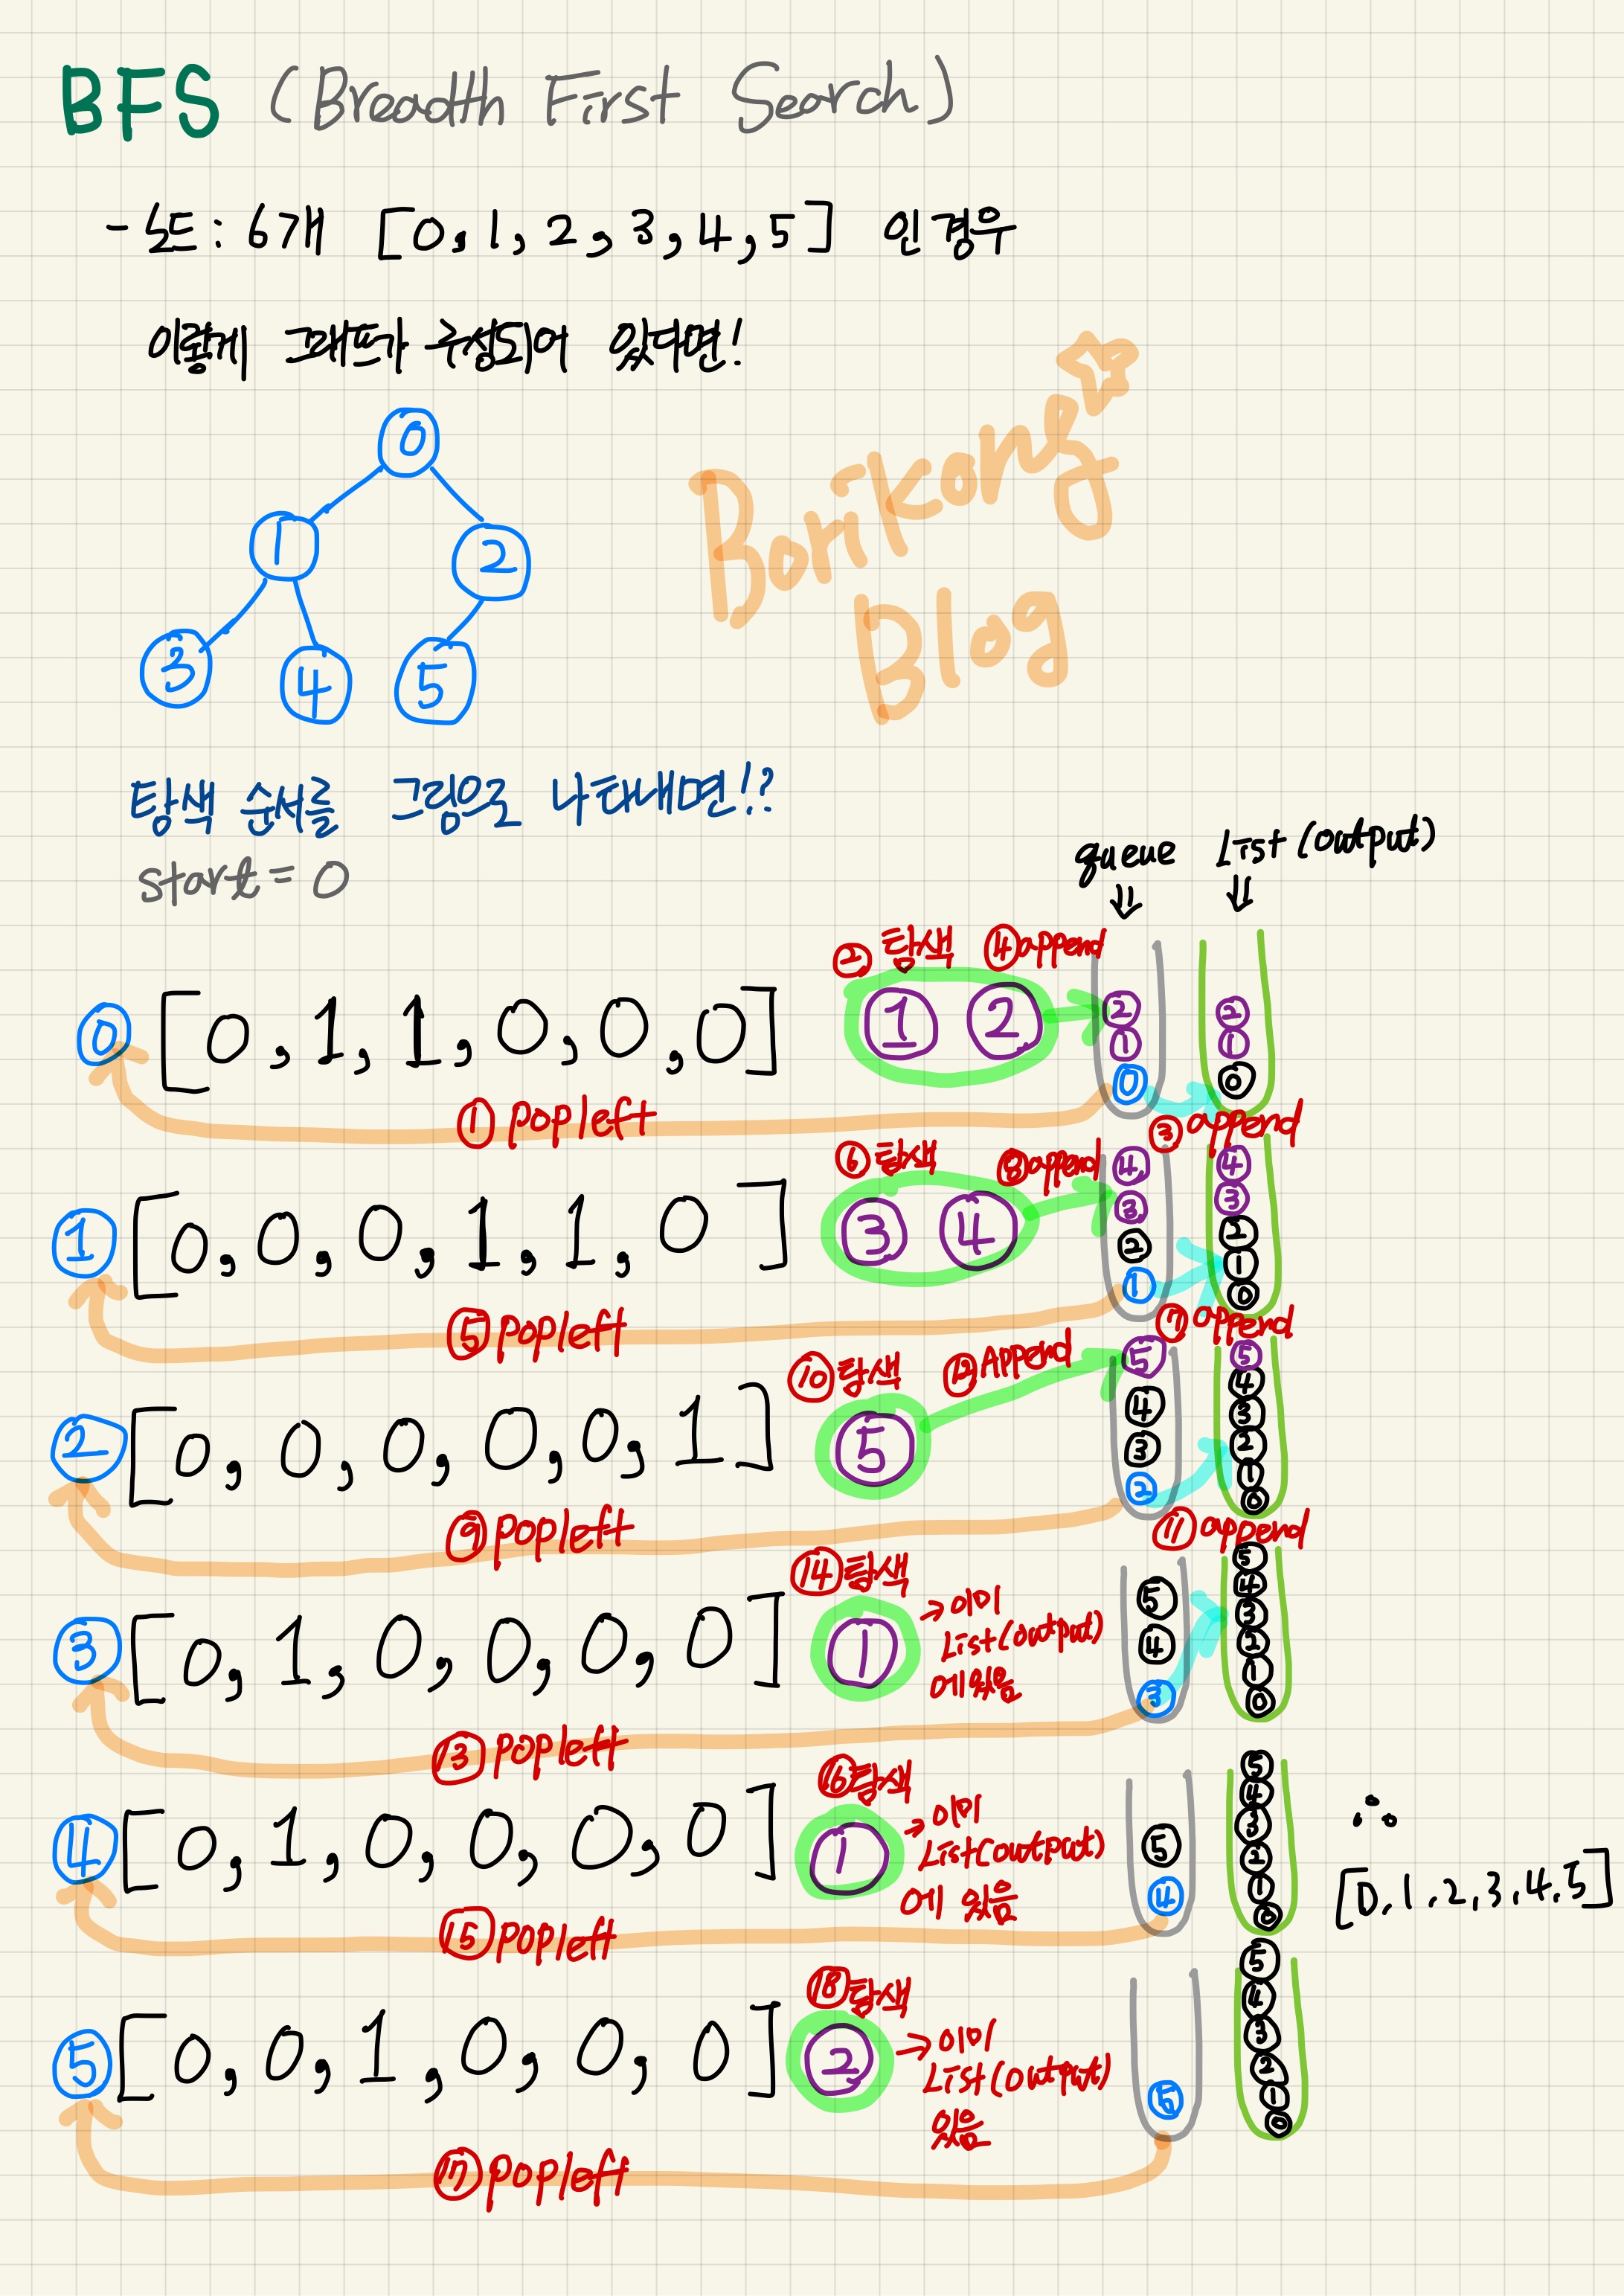 BFS (Breadth First Search)
- 노드 : 6개 [0, 1, 2, 3, 4, 5] 인경우
이렇게 그래프가 구성되어 있다면!
0
1 2
3 4 5
Borikong
Blog
탐색 순서를 그림으로 나타내면!?
start = 0
queue List (output)
② 탐색 ④ append
0 [0, 1, 1, 0, 0, 0] 1 2
2 1 0
2 1 0
① popleft ③ append
⑥ 탐색 ⑧ append
1 [0, 0, 0, 1, 1, 0] 3 4
4 3 2 1
4 3 2 1 0
⑤ popleft ⑦ append
⑩ 탐색 ⑫ Append
2 [0, 0, 0, 0, 0, 1] 5
5 4 3 2
5 4 3 2 1 0
⑨ popleft ⑪ append
⑭ 탐색
3 [0, 1, 0, 0, 0, 0] 1 → 이미
List (output)
에 있음
5 4 3
5 4 3 2 1 0
⑬ popleft
⑯ 탐색
4 [0, 1, 0, 0, 0, 0] 1 → 이미
List (output)
에 있음
5 4
5 4 3 2 1 0
∴
[0, 1, 2, 3, 4, 5]
⑮ popleft
⑱ 탐색
5 [0, 0, 1, 0, 0, 0] 2 → 이미
List (output)
있음
5
5 4 3 2 1 0
⑰ popleft